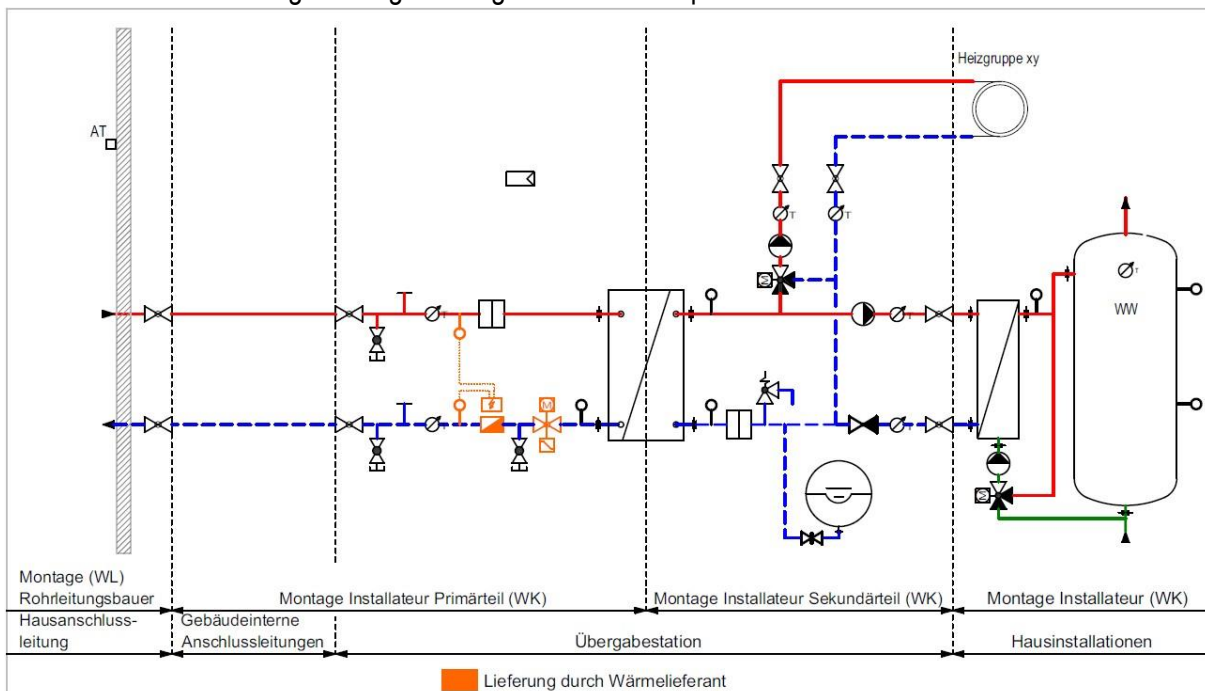 Heizgruppe xy
AT
T
T
M
T
T
T
WW
M
T
M
T
M
Montage (WL)
Rohrleitungsbauer
Montage Installateur Primärteil (WK)
Montage Installateur Sekundärteil (WK)
Montage Installateur (WK)
Hausanschluss-
leitung
Gebäudeinterne
Anschlussleitungen
Übergabestation
Hausinstallationen
Lieferung durch Wärmelieferant